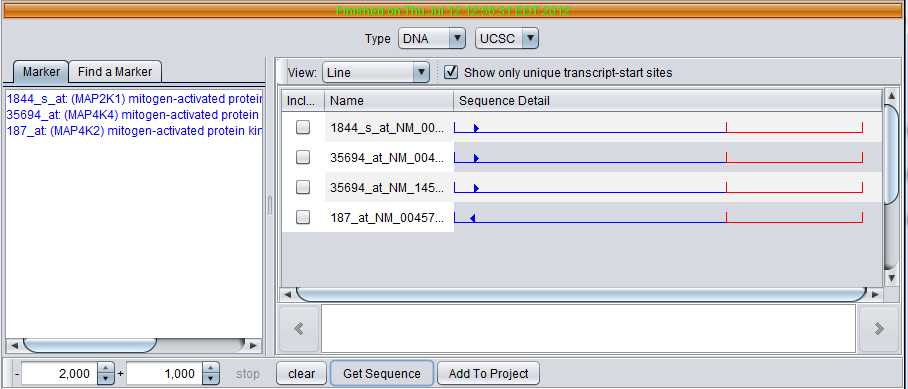 Finished on Thu Jul 12 12:55:31 EDT 2012
Type DNA UCSC
Marker Find a Marker
1844_s_at: (MAP2K1) mitogen-activated protein
35694_at: (MAP4K4) mitogen-activated protein
187_at: (MAP4K2) mitogen-activated protein kin
View: Line Show only unique transcript-start sites
Incl... Name Sequence Detail
1844_s_at_NM_00...
35694_at_NM_004...
35694_at_NM_145...
187_at_NM_00457...
- 2,000 + 1,000 stop clear Get Sequence Add To Project